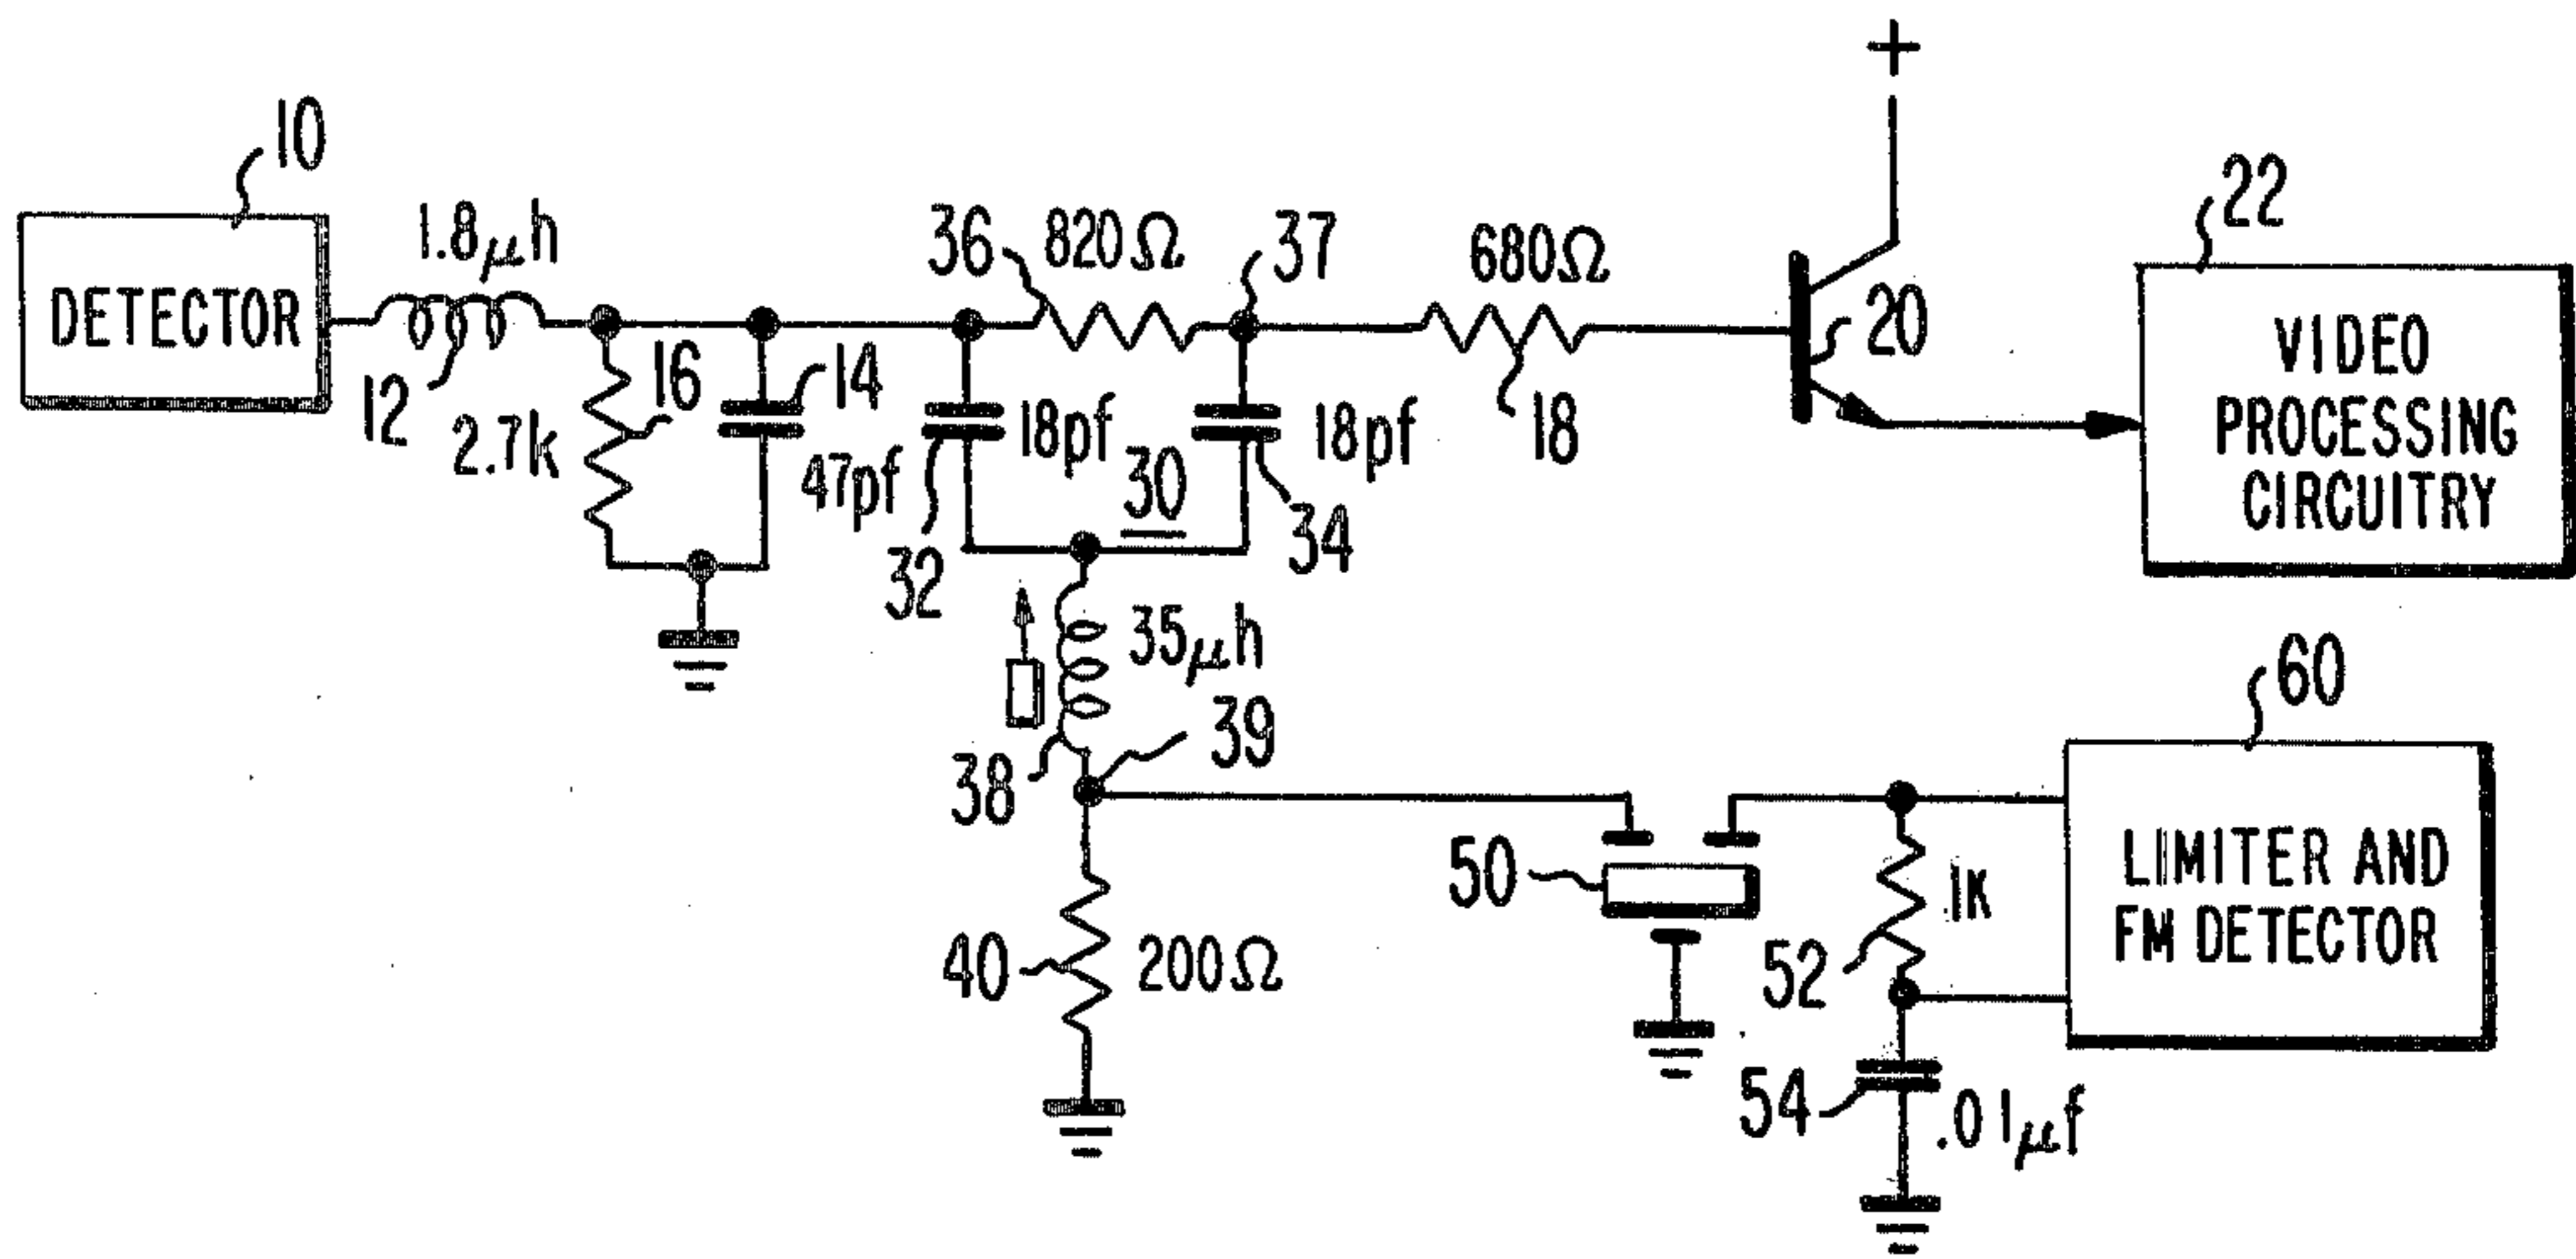 +
10
22
1.8μh
36
820Ω
37
680Ω
DETECTOR
12
16
14
20
VIDEO
PROCESSING
CIRCUITRY
2.7k
47pf
18pf
18pf
18
30
32
34
35μh
60
38
39
50
1K
LIMITER AND
FM DETECTOR
40
200Ω
52
54
.01μf